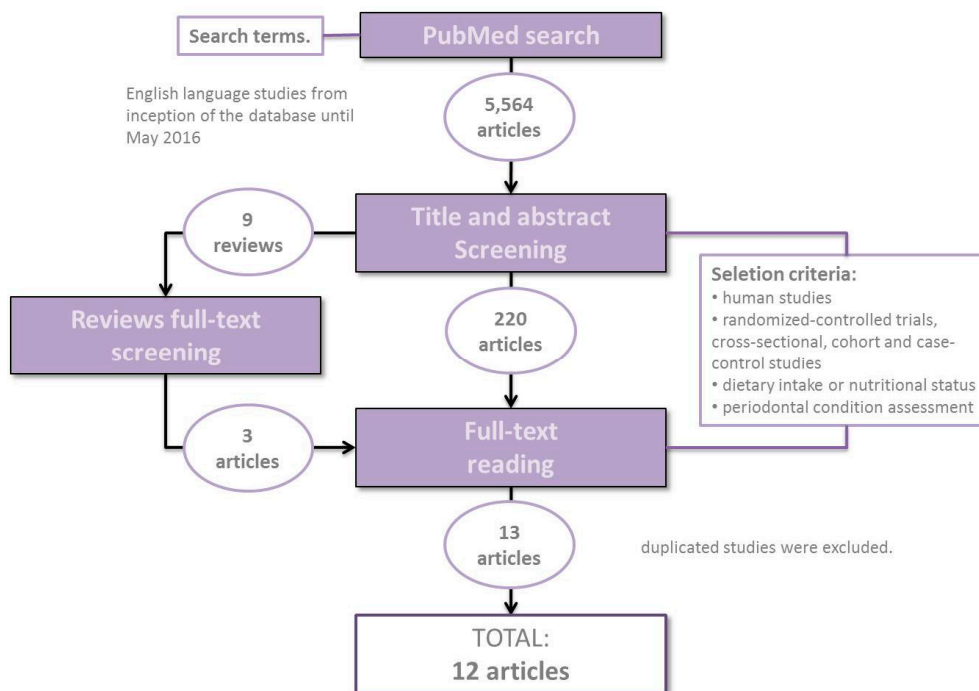 Search terms.
PubMed search
English language studies from
inception of the database until
May 2016
5,564
articles
9
reviews
Title and abstract
Screening
Seletion criteria:
• human studies
• randomized-controlled trials,
cross-sectional, cohort and case-
control studies
• dietary intake or nutritional status
• periodontal condition assessment
Reviews full-text
screening
220
articles
3
articles
Full-text
reading
13
articles
duplicated studies were excluded.
TOTAL:
12 articles